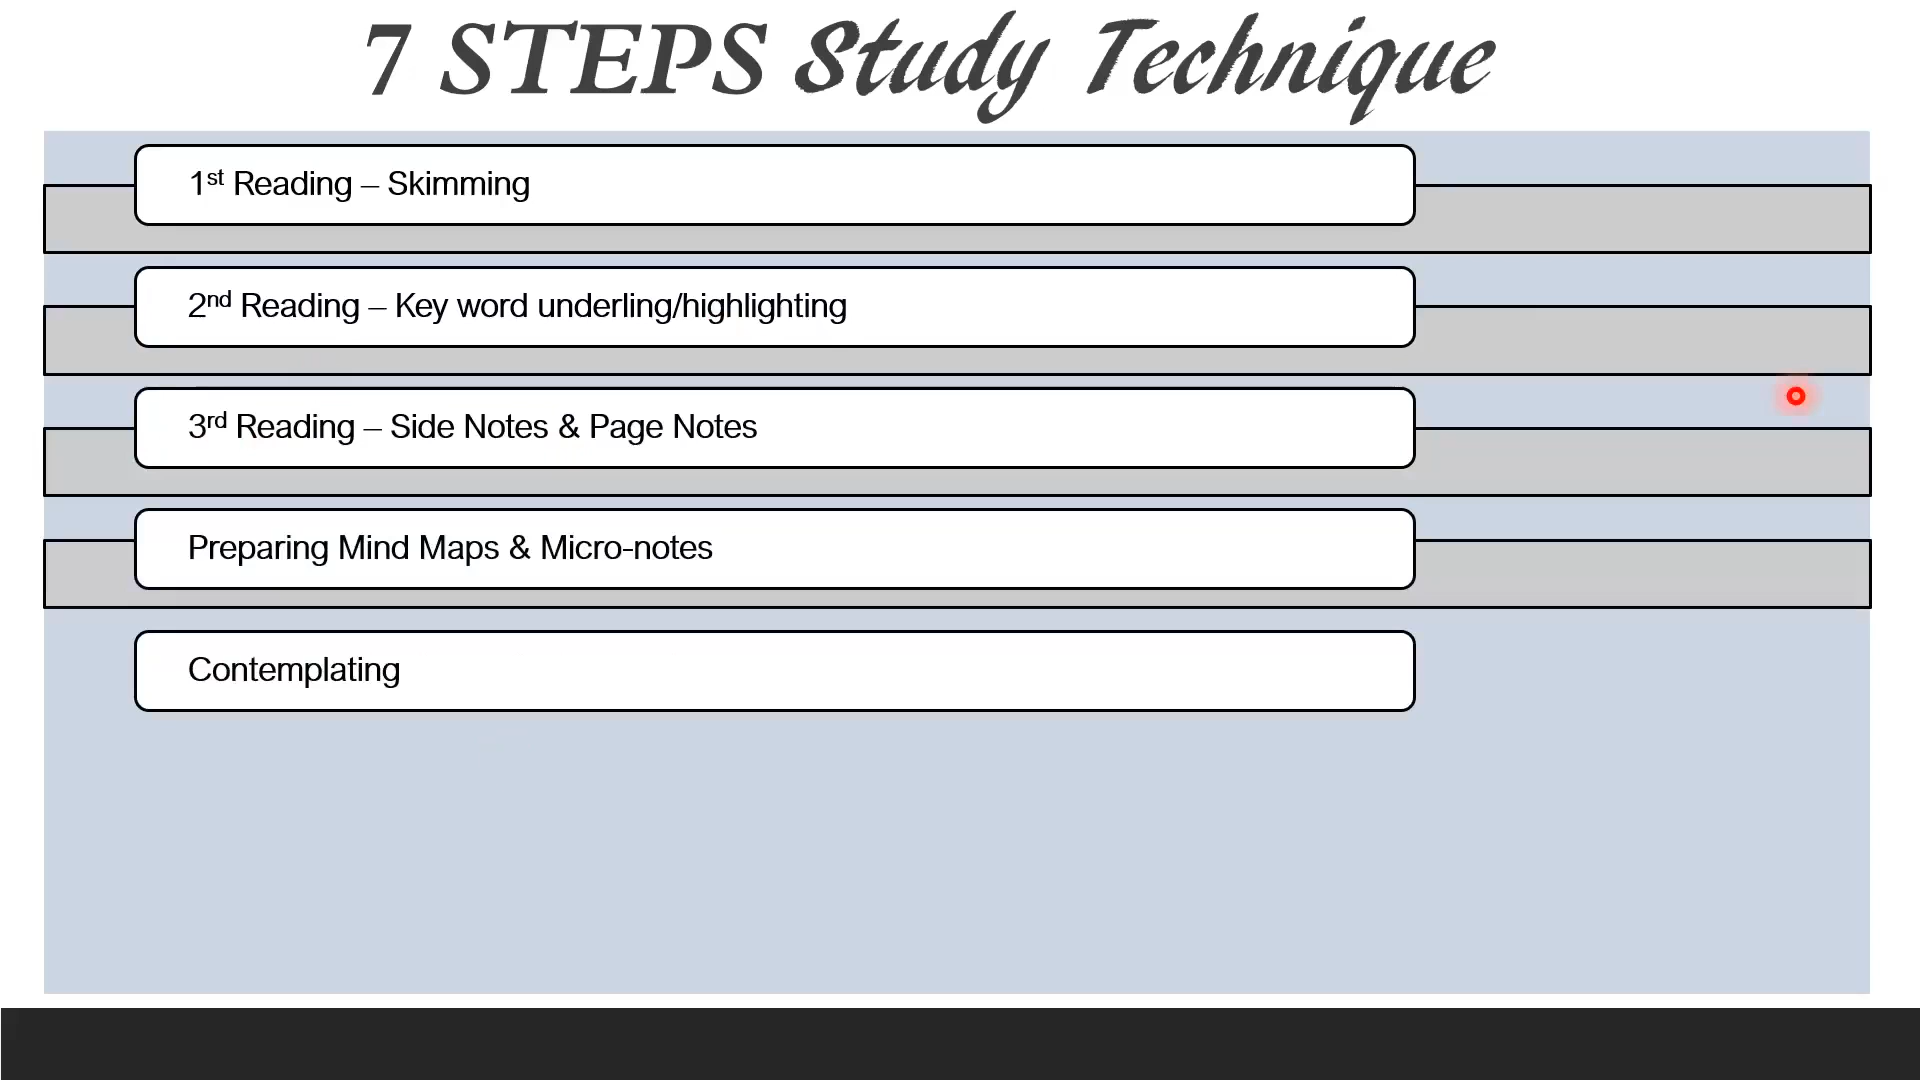 7 STEPS Study Technique
1st Reading – Skimming
2nd Reading – Key word underling/highlighting
3rd Reading – Side Notes & Page Notes
Preparing Mind Maps & Micro-notes
Contemplating